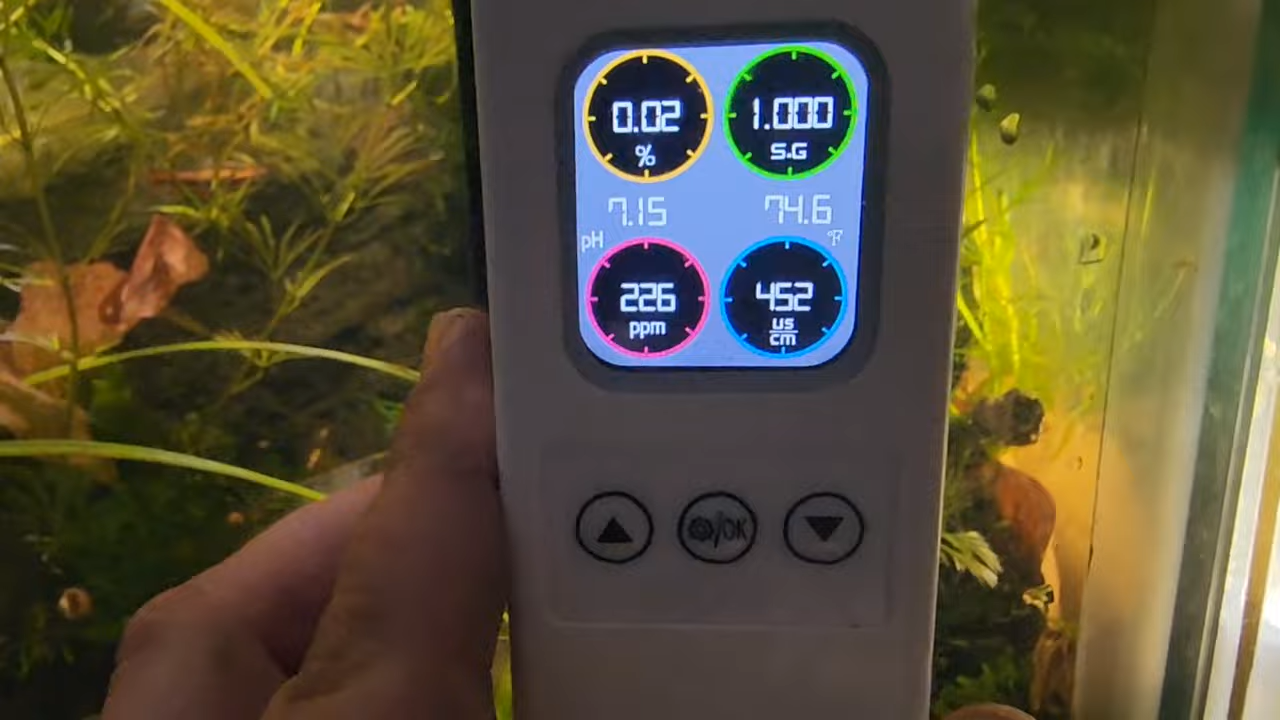 0.02 1.000
% S.G
7.15 74.6
pH °F
226 452
ppm us
cm
/OK